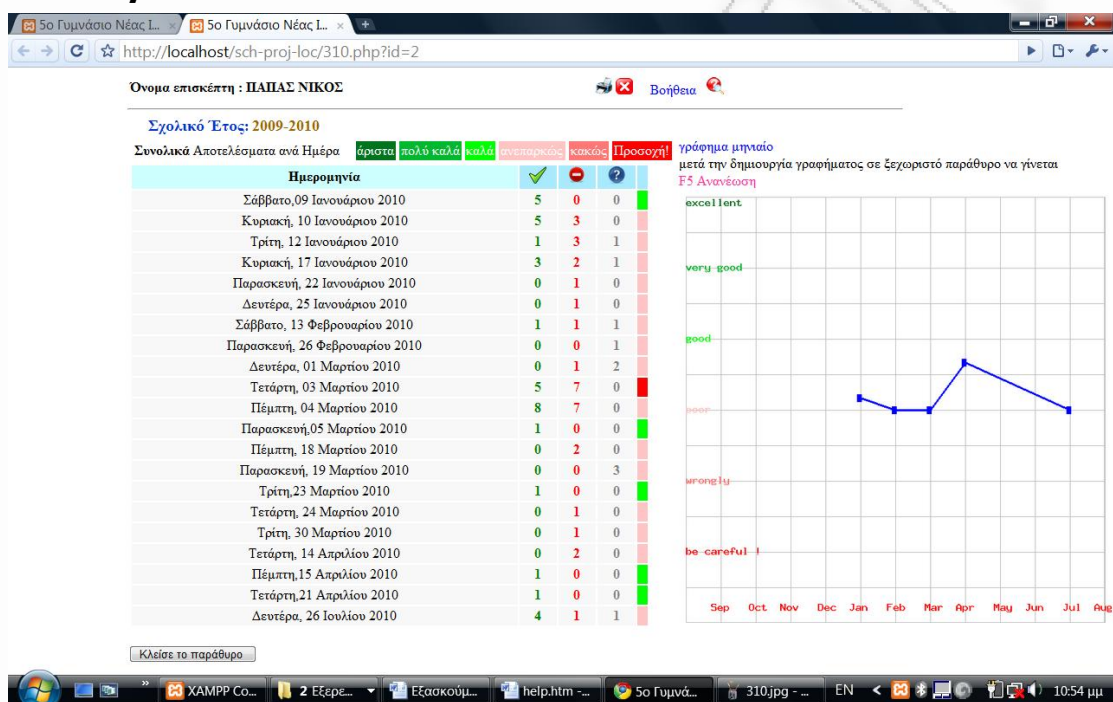 5ο Γυμνάσιο Νέας Ι...
5ο Γυμνάσιο Νέας Ι...
http://localhost/sch-proj-loc/310.php?id=2
Όνομα επισκέπτη : ΠΑΠΑΣ ΝΙΚΟΣ
Βοήθεια
Σχολικό Έτος: 2009-2010
Συνολικά Αποτελέσματα ανά Ημέρα άριστα πολύ καλά καλά ανεπαρκώς κακώς Προσοχή!
Ημερομηνία
Σάββατο,09 Ιανουάριου 2010 5 0 0
Κυριακή, 10 Ιανουάριου 2010 5 3 0
Τρίτη, 12 Ιανουάριου 2010 1 3 1
Κυριακή, 17 Ιανουάριου 2010 3 2 1
Παρασκευή, 22 Ιανουάριου 2010 0 1 0
Δευτέρα, 25 Ιανουάριου 2010 0 1 0
Σάββατο, 13 Φεβρουαρίου 2010 1 1 1
Παρασκευή, 26 Φεβρουαρίου 2010 0 0 1
Δευτέρα, 01 Μαρτίου 2010 0 1 2
Τετάρτη, 03 Μαρτίου 2010 5 7 0
Πέμπτη, 04 Μαρτίου 2010 8 7 0
Παρασκευή,05 Μαρτίου 2010 1 0 0
Πέμπτη, 18 Μαρτίου 2010 0 2 0
Παρασκευή, 19 Μαρτίου 2010 0 0 3
Τρίτη,23 Μαρτίου 2010 1 0 0
Τετάρτη, 24 Μαρτίου 2010 0 1 0
Τρίτη, 30 Μαρτίου 2010 0 1 0
Τετάρτη, 14 Απριλίου 2010 0 2 0
Πέμπτη,15 Απριλίου 2010 1 0 0
Τετάρτη,21 Απριλίου 2010 1 0 0
Δευτέρα, 26 Ιουλίου 2010 4 1 1
γράφημα μηνιαίο
μετά την δημιουργία γραφήματος σε ξεχωριστό παράθυρο να γίνεται
F5 Ανανέωση
excellent
very good
good
poor
wrongly
be careful !
Sep Oct Nov Dec Jan Feb Mar Apr May Jun Jul Aug
Κλείσε το παράθυρο
XAMPP Co... 2 Εξερε... Εξασκούμ... help.htm -... 5ο Γυμνά... 310.jpg - ... EN 10:54 μμ